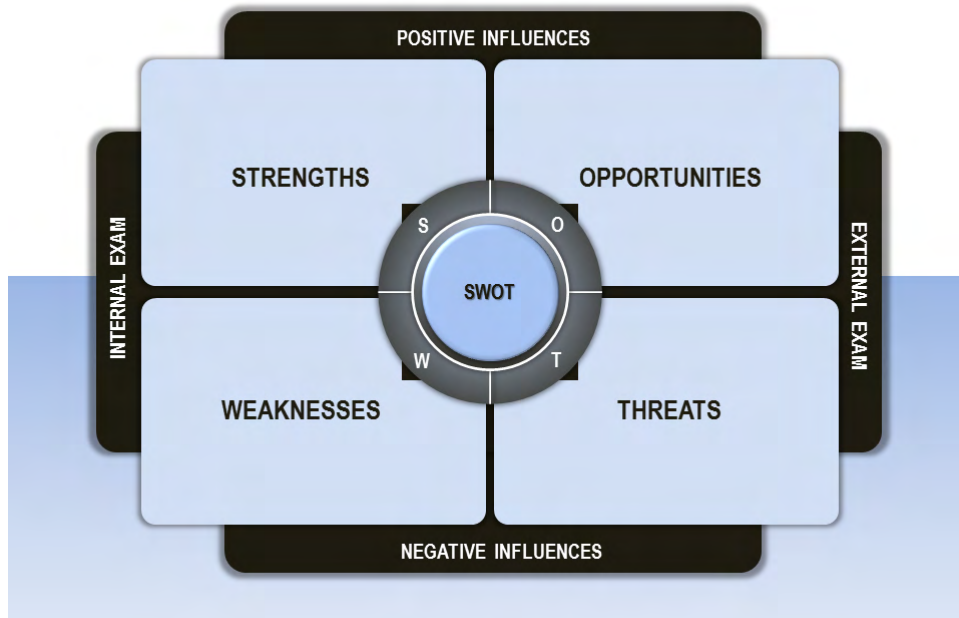 POSITIVE INFLUENCES
STRENGTHS
OPPORTUNITIES
S
O
INTERNAL EXAM
EXTERNAL EXAM
SWOT
W
T
WEAKNESSES
THREATS
NEGATIVE INFLUENCES